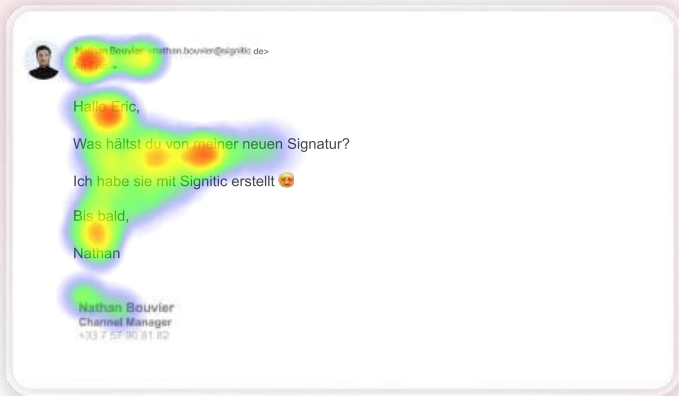 Nathan Bouvier <nathan.bouvier@signitic de>
Hallo Eric,
Was hältst du von meiner neuen Signatur?
Ich habe sie mit Signitic erstellt 😍
Bis bald,
Nathan
Nathan Bouvier
Channel Manager
+33 7 57 90 81 82